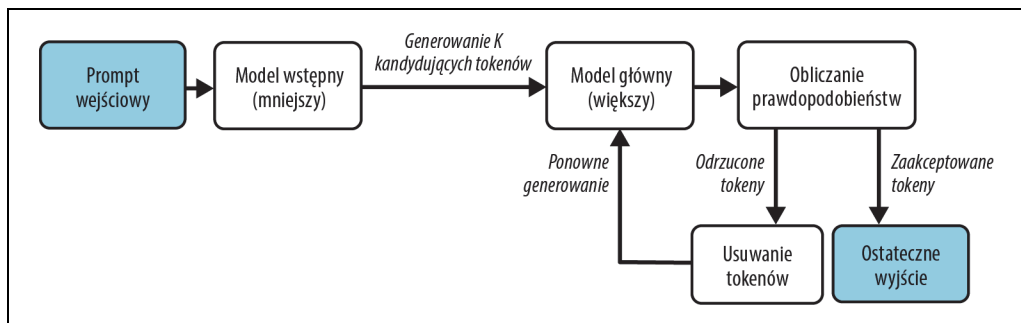 Prompt
wejściowy
Model wstępny
(mniejszy)
Generowanie K
kandydujących tokenów
Model główny
(większy)
Obliczanie
prawdopodobieństw
Ponowne
generowanie
Odrzucone
tokeny
Zaakceptowane
tokeny
Usuwanie
tokenów
Ostateczne
wyjście